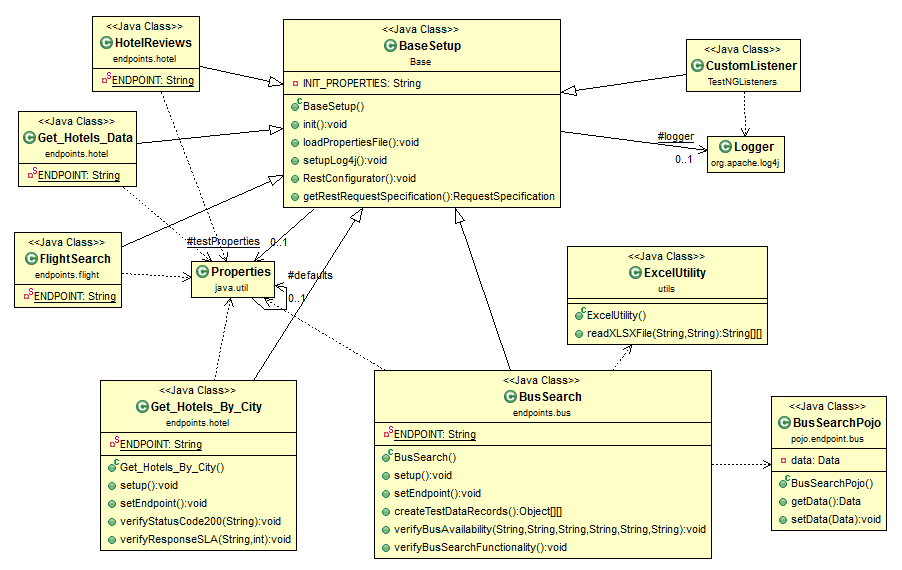 <<Java Class>>
HotelReviews
endpoints.hotel
ENDPOINT: String
<<Java Class>>
BaseSetup
Base
INIT_PROPERTIES: String
BaseSetup()
init():void
loadPropertiesFile():void
setupLog4j():void
RestConfigurator():void
getRestRequestSpecification():RequestSpecification
<<Java Class>>
CustomListener
TestNGListeners
<<Java Class>>
Get_Hotels_Data
endpoints.hotel
ENDPOINT: String
#logger
0..1
Logger
org.apache.log4j
<<Java Class>>
FlightSearch
endpoints.flight
ENDPOINT: String
#testProperties
0..1
Properties
java.util
#defaults
0..1
<<Java Class>>
ExcelUtility
utils
ExcelUtility()
readXLSXFile(String,String):String[][]
<<Java Class>>
Get_Hotels_By_City
endpoints.hotel
ENDPOINT: String
Get_Hotels_By_City()
setup():void
setEndpoint():void
verifyStatusCode200(String):void
verifyResponseSLA(String,int):void
<<Java Class>>
BusSearch
endpoints.bus
ENDPOINT: String
BusSearch()
setup():void
setEndpoint():void
createTestDataRecords():Object[][]
verifyBusAvailability(String,String,String,String,String,String):void
verifyBusSearchFunctionality():void
<<Java Class>>
BusSearchPojo
pojo.endpoint.bus
data: Data
BusSearchPojo()
getData():Data
setData(Data):void